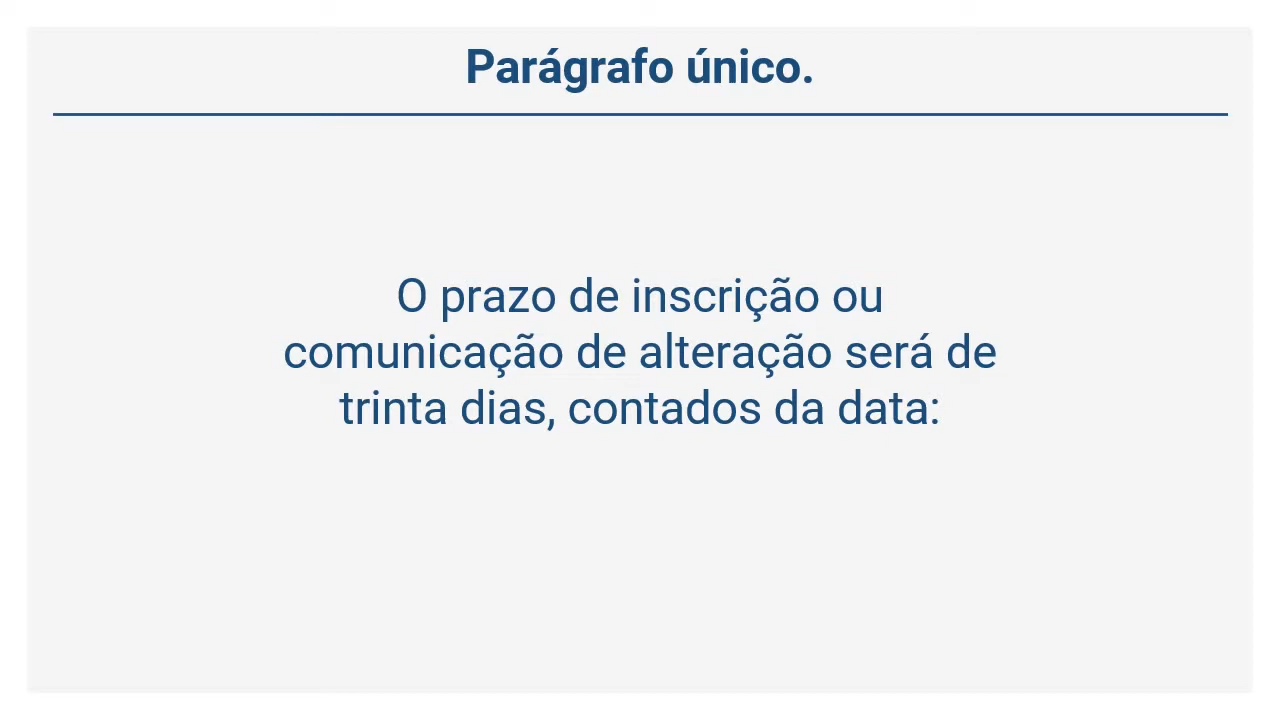 Parágrafo único.
O prazo de inscrição ou
comunicação de alteração será de
trinta dias, contados da data: